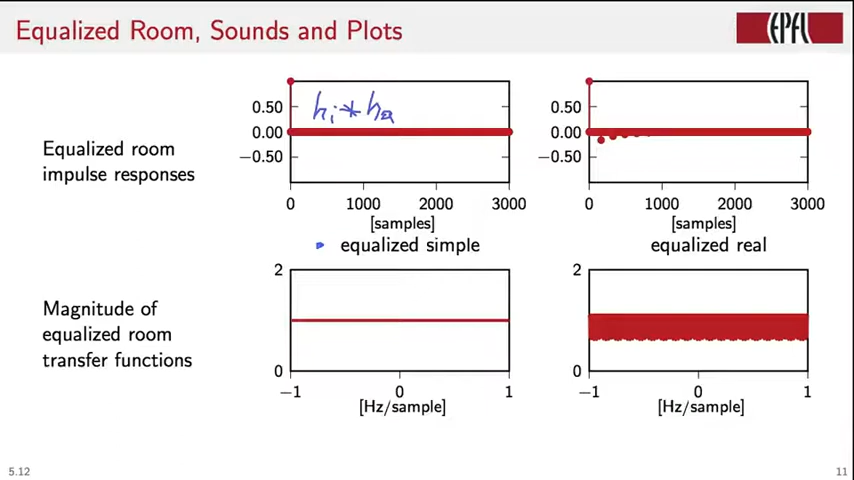 Equalized Room, Sounds and Plots
EPFL
0.50
0.00
−0.50
h_i * h_a
0
1000
2000
3000
[samples]
equalized simple
0.50
0.00
−0.50
0
1000
2000
3000
[samples]
equalized real
Equalized room
impulse responses
2
0
−1
0
1
[Hz/sample]
2
0
−1
0
1
[Hz/sample]
Magnitude of
equalized room
transfer functions
5.12
11